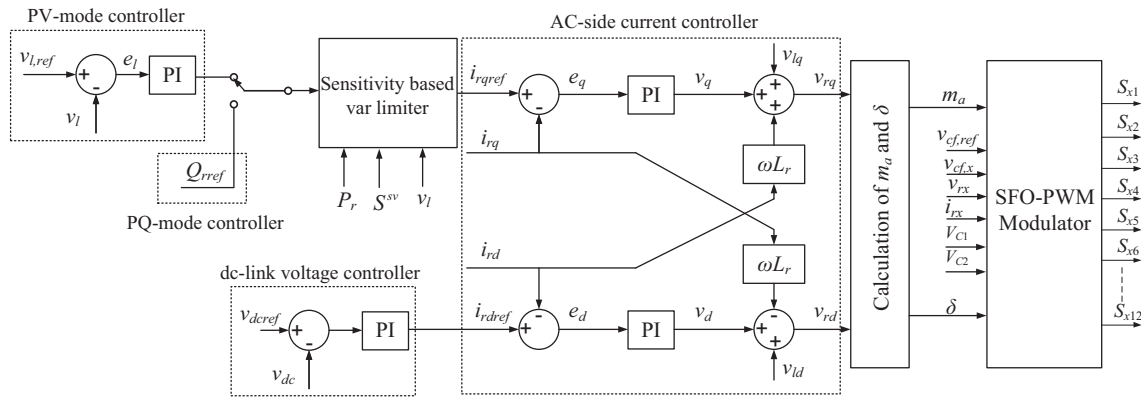 PV-mode controller
v_{l,ref}
+
-
e_l
PI
v_l
Q_{rref}
PQ-mode controller
Sensitivity based
var limiter
P_r
S^{sv}
v_l
dc-link voltage controller
v_{dcref}
+
-
PI
v_{dc}
AC-side current controller
i_{rqref}
+
-
e_q
PI
v_q
v_{lq}
+
+
+
v_{rq}
i_{rq}
ωL_r
i_{rd}
ωL_r
i_{rdref}
+
-
e_d
PI
v_d
-
+
+
v_{rd}
v_{ld}
Calculation of m_a and δ
m_a
v_{cf,ref}
v_{cf,x}
v_{rx}
i_{rx}
V_{C1}
V_{C2}
δ
SFO-PWM
Modulator
S_{x1}
S_{x2}
S_{x3}
S_{x4}
S_{x5}
S_{x6}
S_{x12}